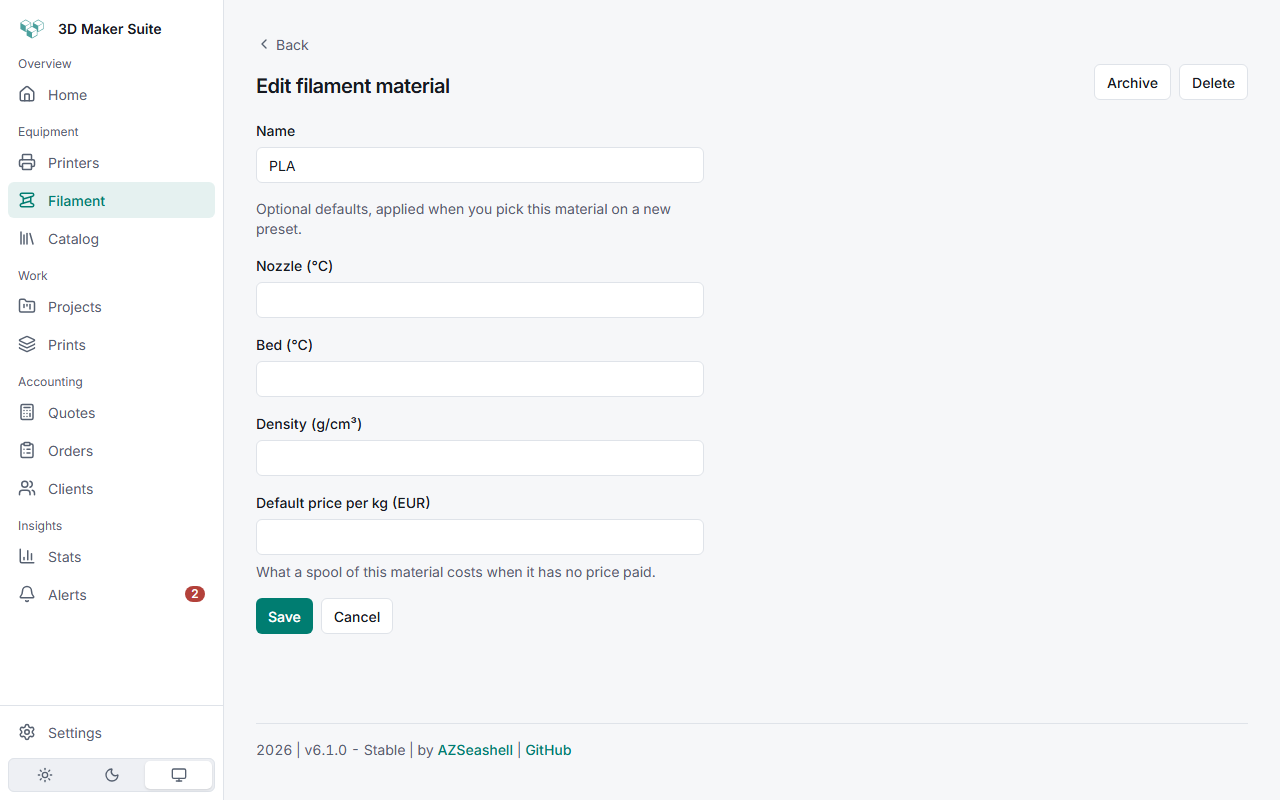 3D Maker Suite
Overview
Home
Equipment
Printers
Filament
Catalog
Work
Projects
Prints
Accounting
Quotes
Orders
Clients
Insights
Stats
Alerts 2
Settings
Back
Edit filament material
Archive Delete
Name
PLA
Optional defaults, applied when you pick this material on a new
preset.
Nozzle (°C)
Bed (°C)
Density (g/cm³)
Default price per kg (EUR)
What a spool of this material costs when it has no price paid.
Save Cancel
2026 | v6.1.0 - Stable | by AZSeashell | GitHub